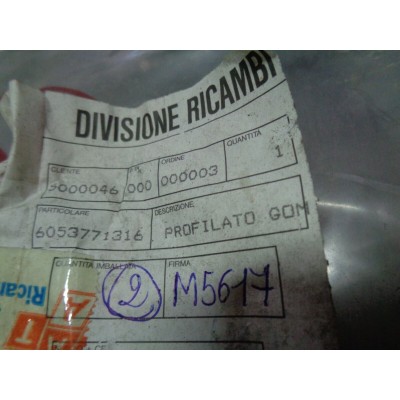 DIVISIONE RICAMBI
CLIENTE ORDINE QUANTITÀ
9000046 000 000003 1
PARTICOLARE DESCRIZIONE
6053771316 PROFILATO GOM
QUANTITÀ IMBALLATA FIRMA
2 M5617
Ricam